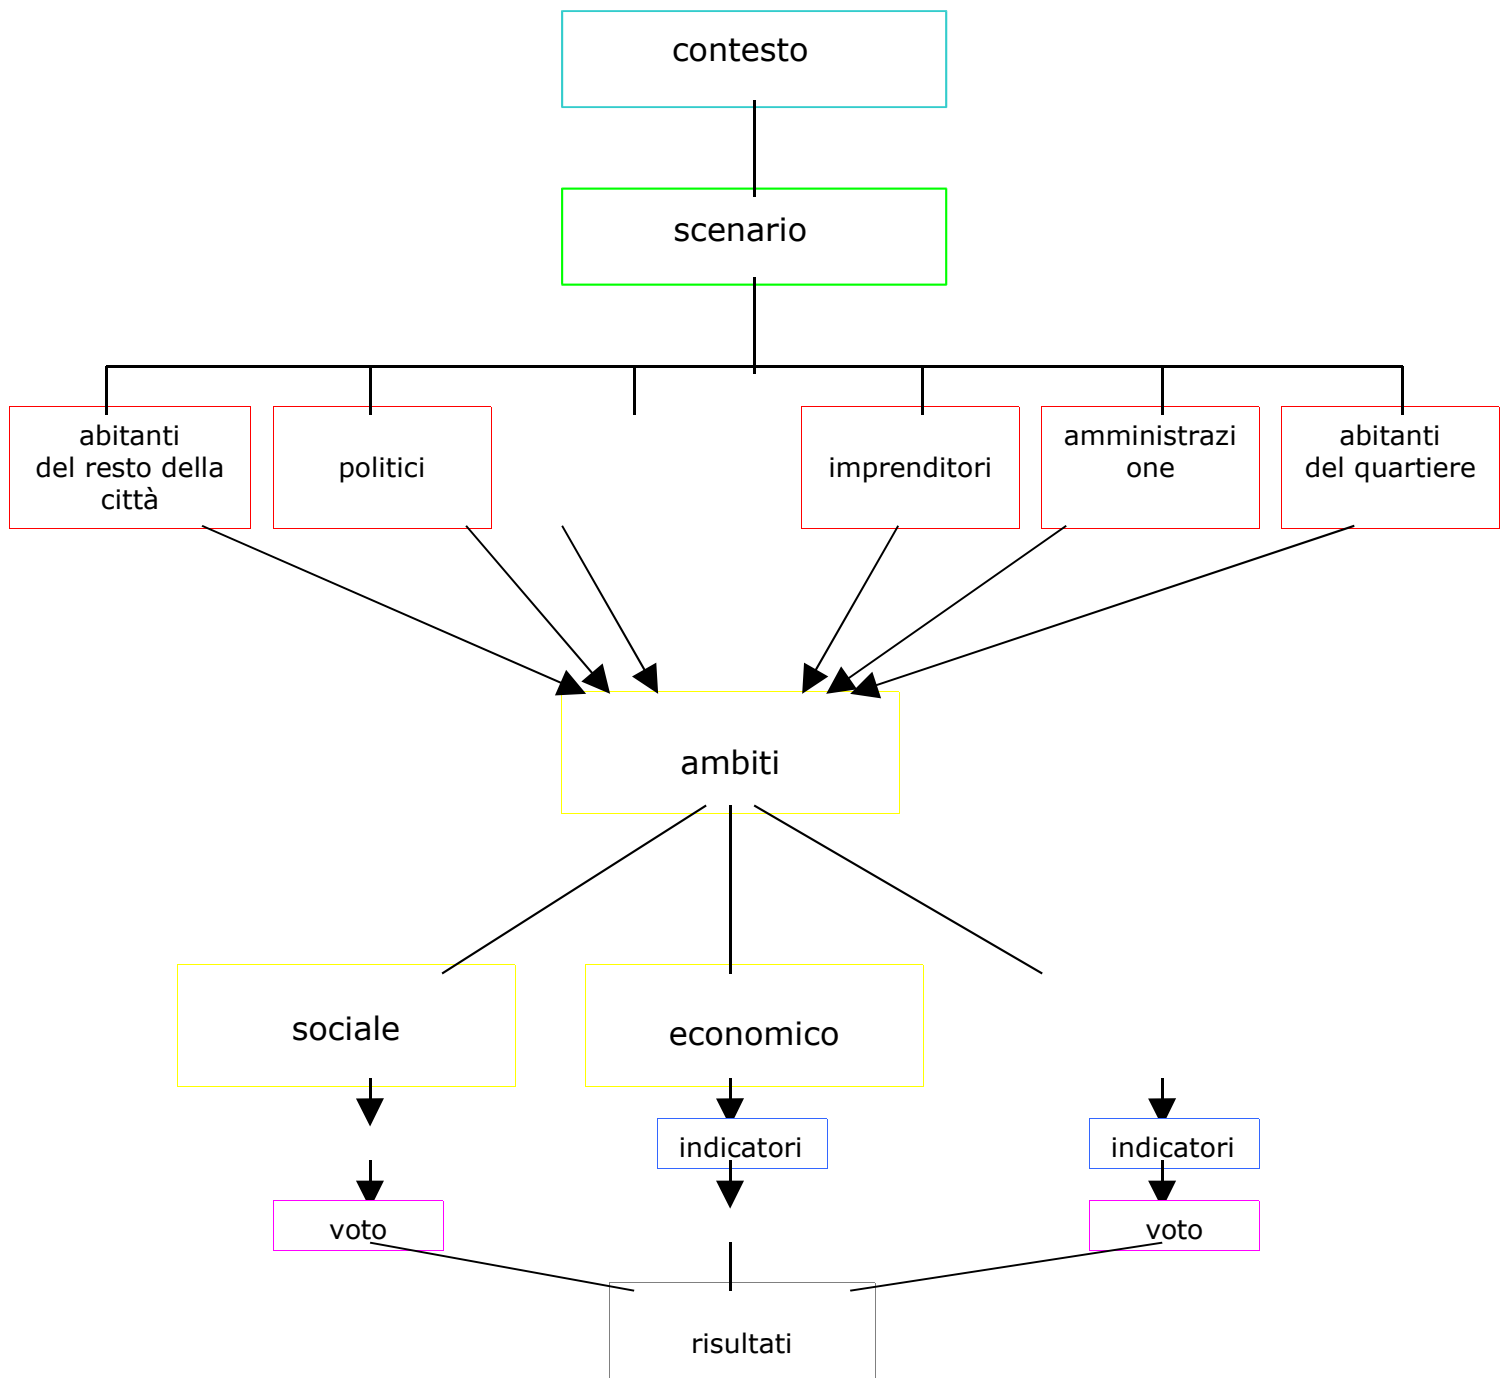 contesto
scenario
abitanti
del resto della
città
politici
imprenditori
amministrazi
one
abitanti
del quartiere
ambiti
sociale
economico
indicatori
indicatori
voto
voto
risultati